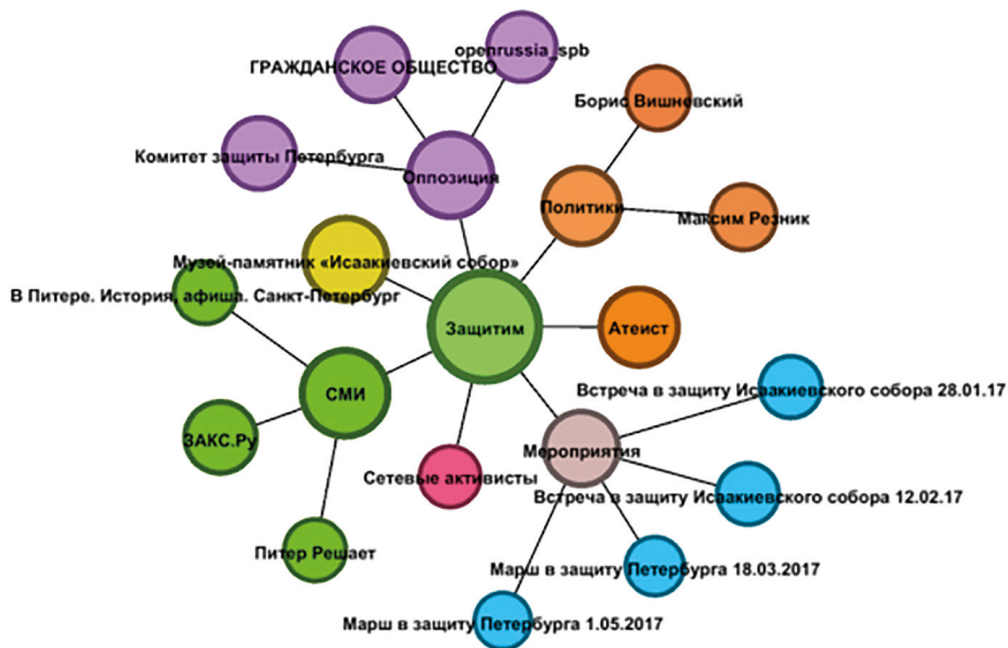 openrussia_spb
ГРАЖДАНСКОЕ ОБЩЕСТВО
Борис Вишневский
Комитет защиты Петербурга
Оппозиция
Политики
Максим Резник
Музей-памятник «Исаакиевский собор»
В Питере. История, афиша. Санкт-Петербург
Защитим
Атеист
СМИ
Встреча в защиту Исаакиевского собора 28.01.17
ЗАКС.Ру
Мероприятия
Сетевые активисты
Встреча в защиту Исаакиевского собора 12.02.17
Питер Решает
Марш в защиту Петербурга 18.03.2017
Марш в защиту Петербурга 1.05.2017